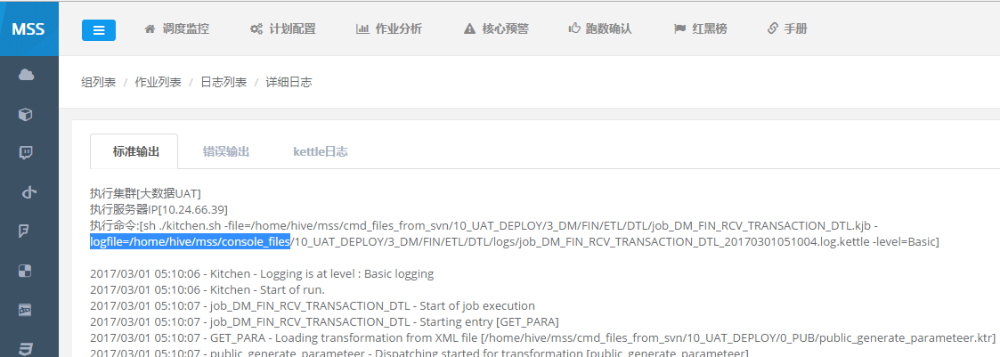 MSS
调度监控 计划配置 作业分析 核心预警 跑数确认 红黑榜 手册
组列表 / 作业列表 / 日志列表 / 详细日志
标准输出 错误输出 kettle日志
执行集群[大数据UAT]
执行服务器IP[10.24.66.39]
执行命令:[sh ./kitchen.sh -file=/home/hive/mss/cmd_files_from_svn/10_UAT_DEPLOY/3_DM/FIN/ETL/DTL/job_DM_FIN_RCV_TRANSACTION_DTL.kjb -
logfile=/home/hive/mss/console_files/10_UAT_DEPLOY/3_DM/FIN/ETL/DTL/logs/job_DM_FIN_RCV_TRANSACTION_DTL_20170301051004.log.kettle -level=Basic]
2017/03/01 05:10:06 - Kitchen - Logging is at level : Basic logging
2017/03/01 05:10:06 - Kitchen - Start of run.
2017/03/01 05:10:07 - job_DM_FIN_RCV_TRANSACTION_DTL - Start of job execution
2017/03/01 05:10:07 - job_DM_FIN_RCV_TRANSACTION_DTL - Starting entry [GET_PARA]
2017/03/01 05:10:07 - GET_PARA - Loading transformation from XML file [/home/hive/mss/cmd_files_from_svn/10_UAT_DEPLOY/0_PUB/public_generate_parameteer.ktr]
2017/03/01 05:10:07 - public_generate_parameteer - Dispatching started for transformation [public_generate_parameteer]